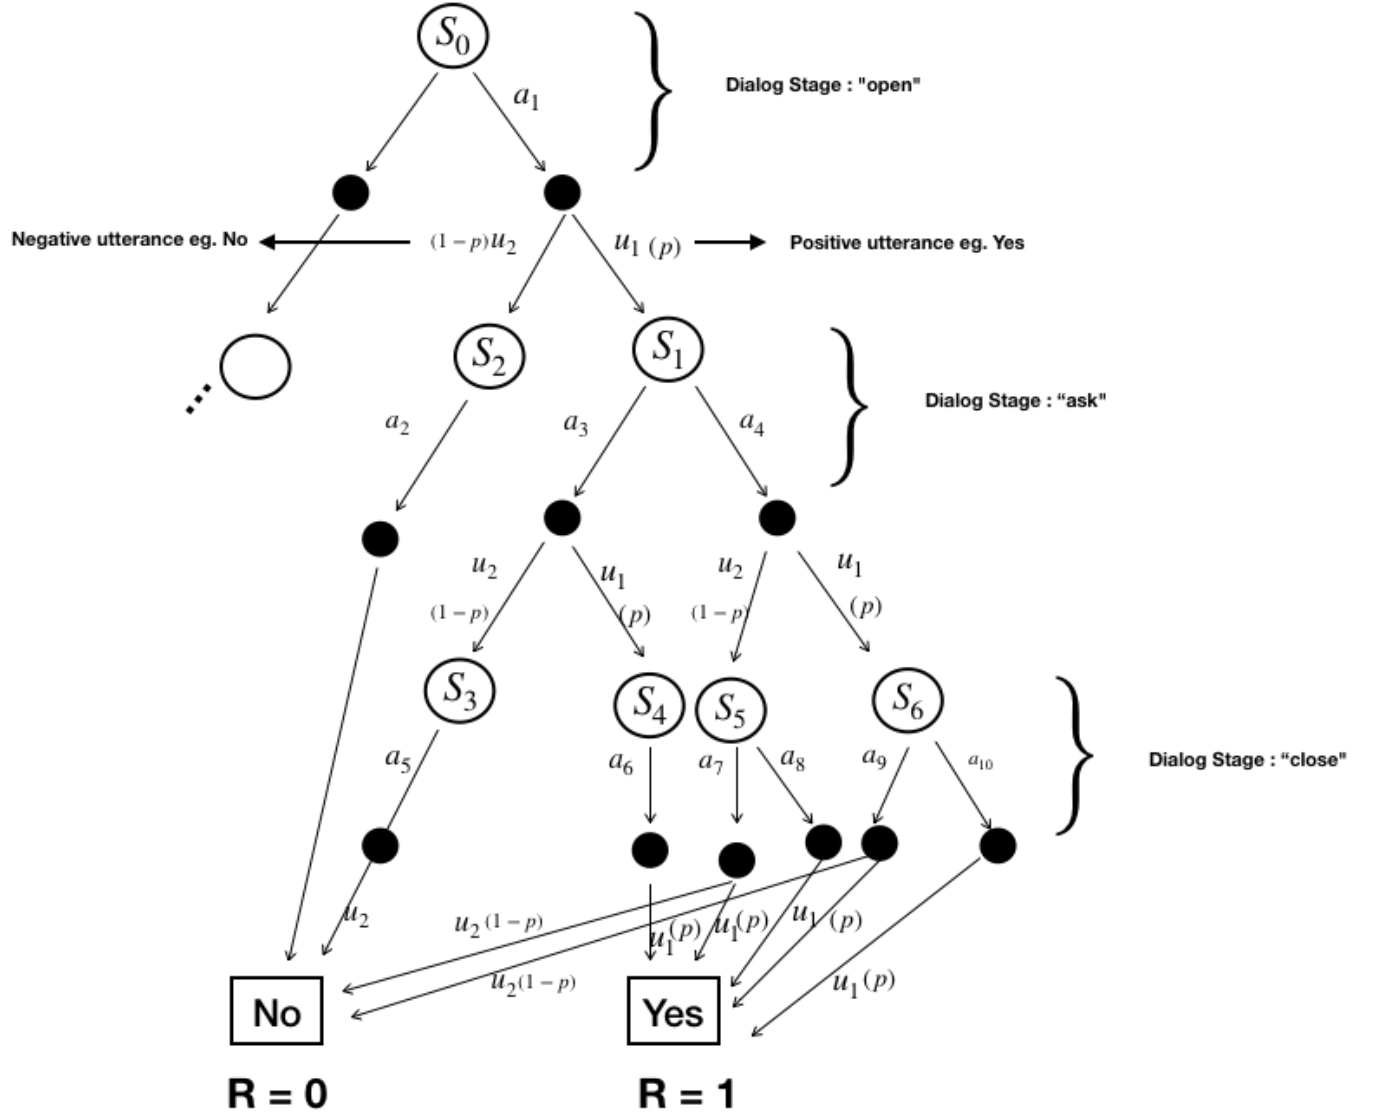 S0
Dialog Stage : "open"
a1
Negative utterance eg. No
(1 − p)u2
u1 (p)
Positive utterance eg. Yes
S2
S1
Dialog Stage : “ask"
a2
a3
a4
u2
(1 − p)
u1
(p)
u2
(1 − p)
u1
(p)
S3
S4
S5
S6
Dialog Stage : “close"
a5
a6
a7
a8
a9
a10
u2
u2 (1 − p)
u1 (p)
u1 (p)
u1 (p)
u2 (1 − p)
u1 (p)
No
Yes
R = 0
R = 1